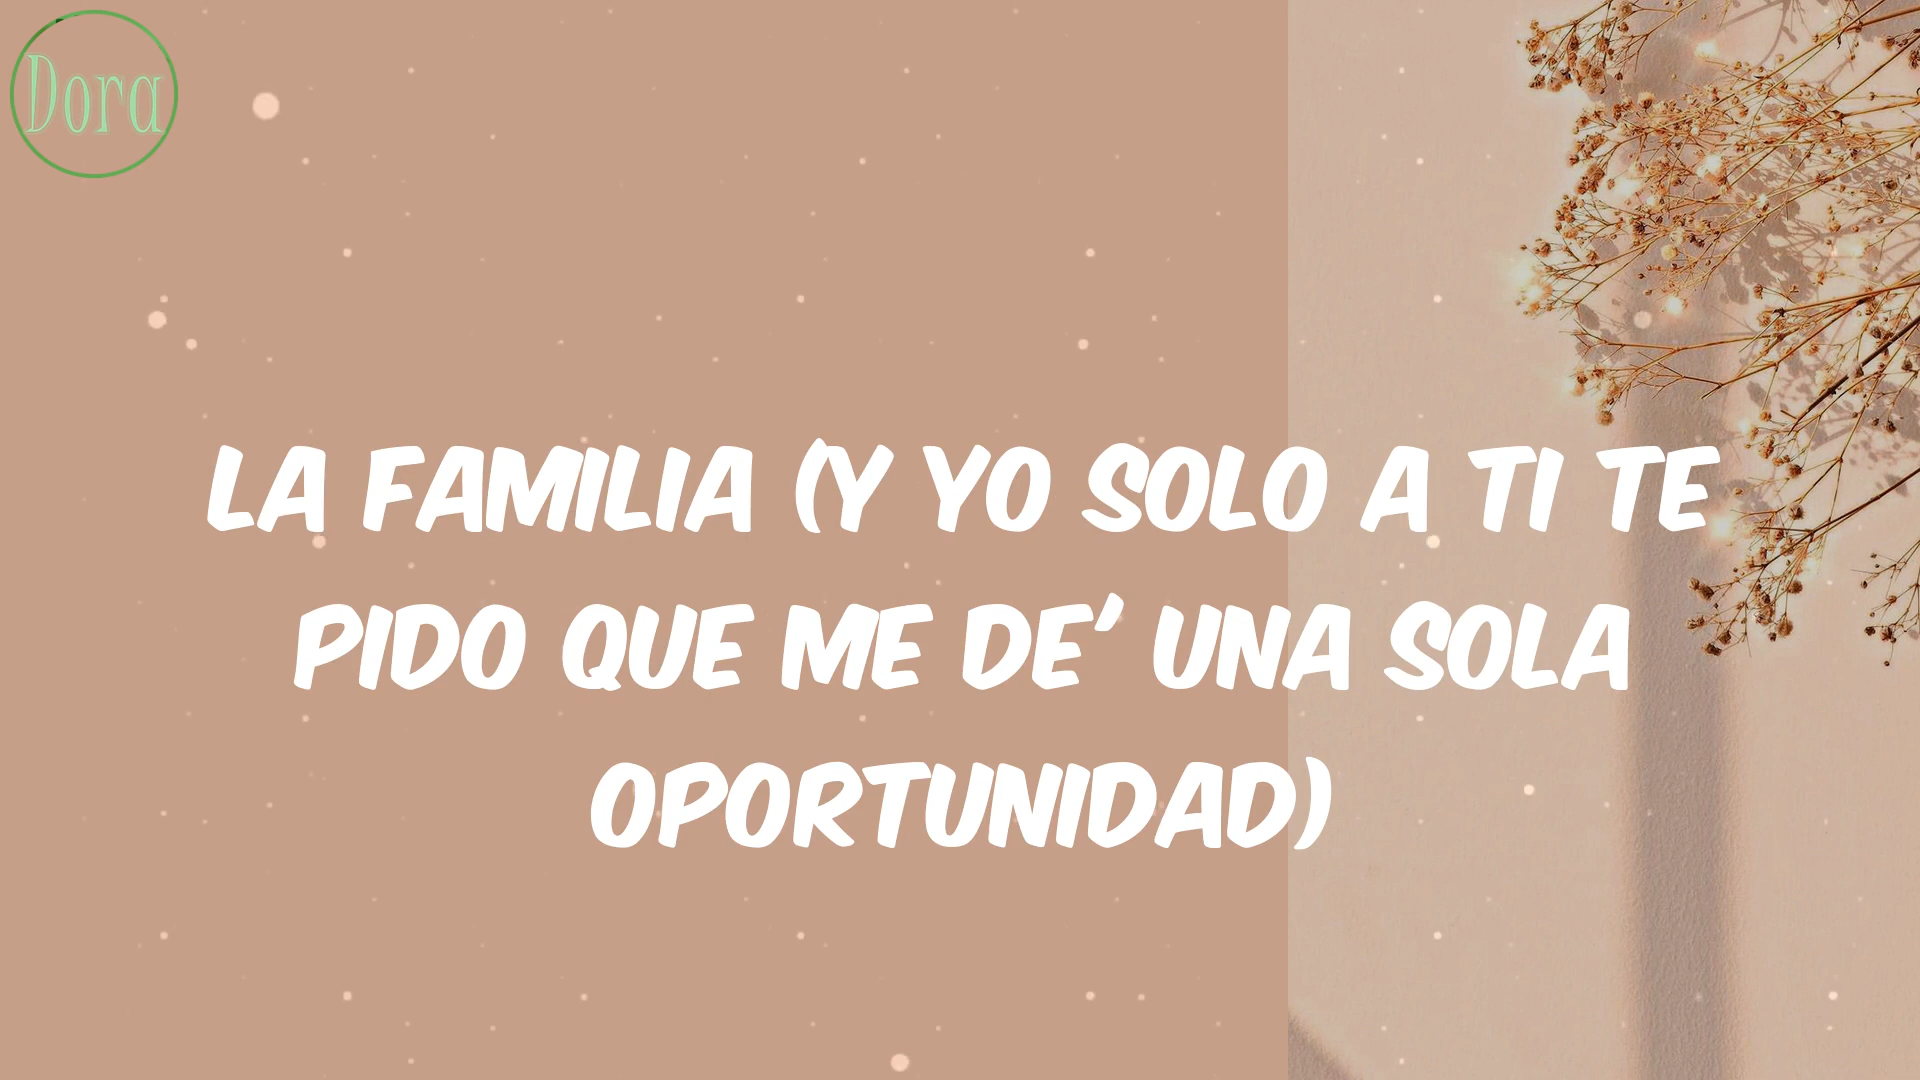 Dora
LA FAMILIA (Y YO SOLO A TI TE
PIDO QUE ME DE' UNA SOLA
OPORTUNIDAD)